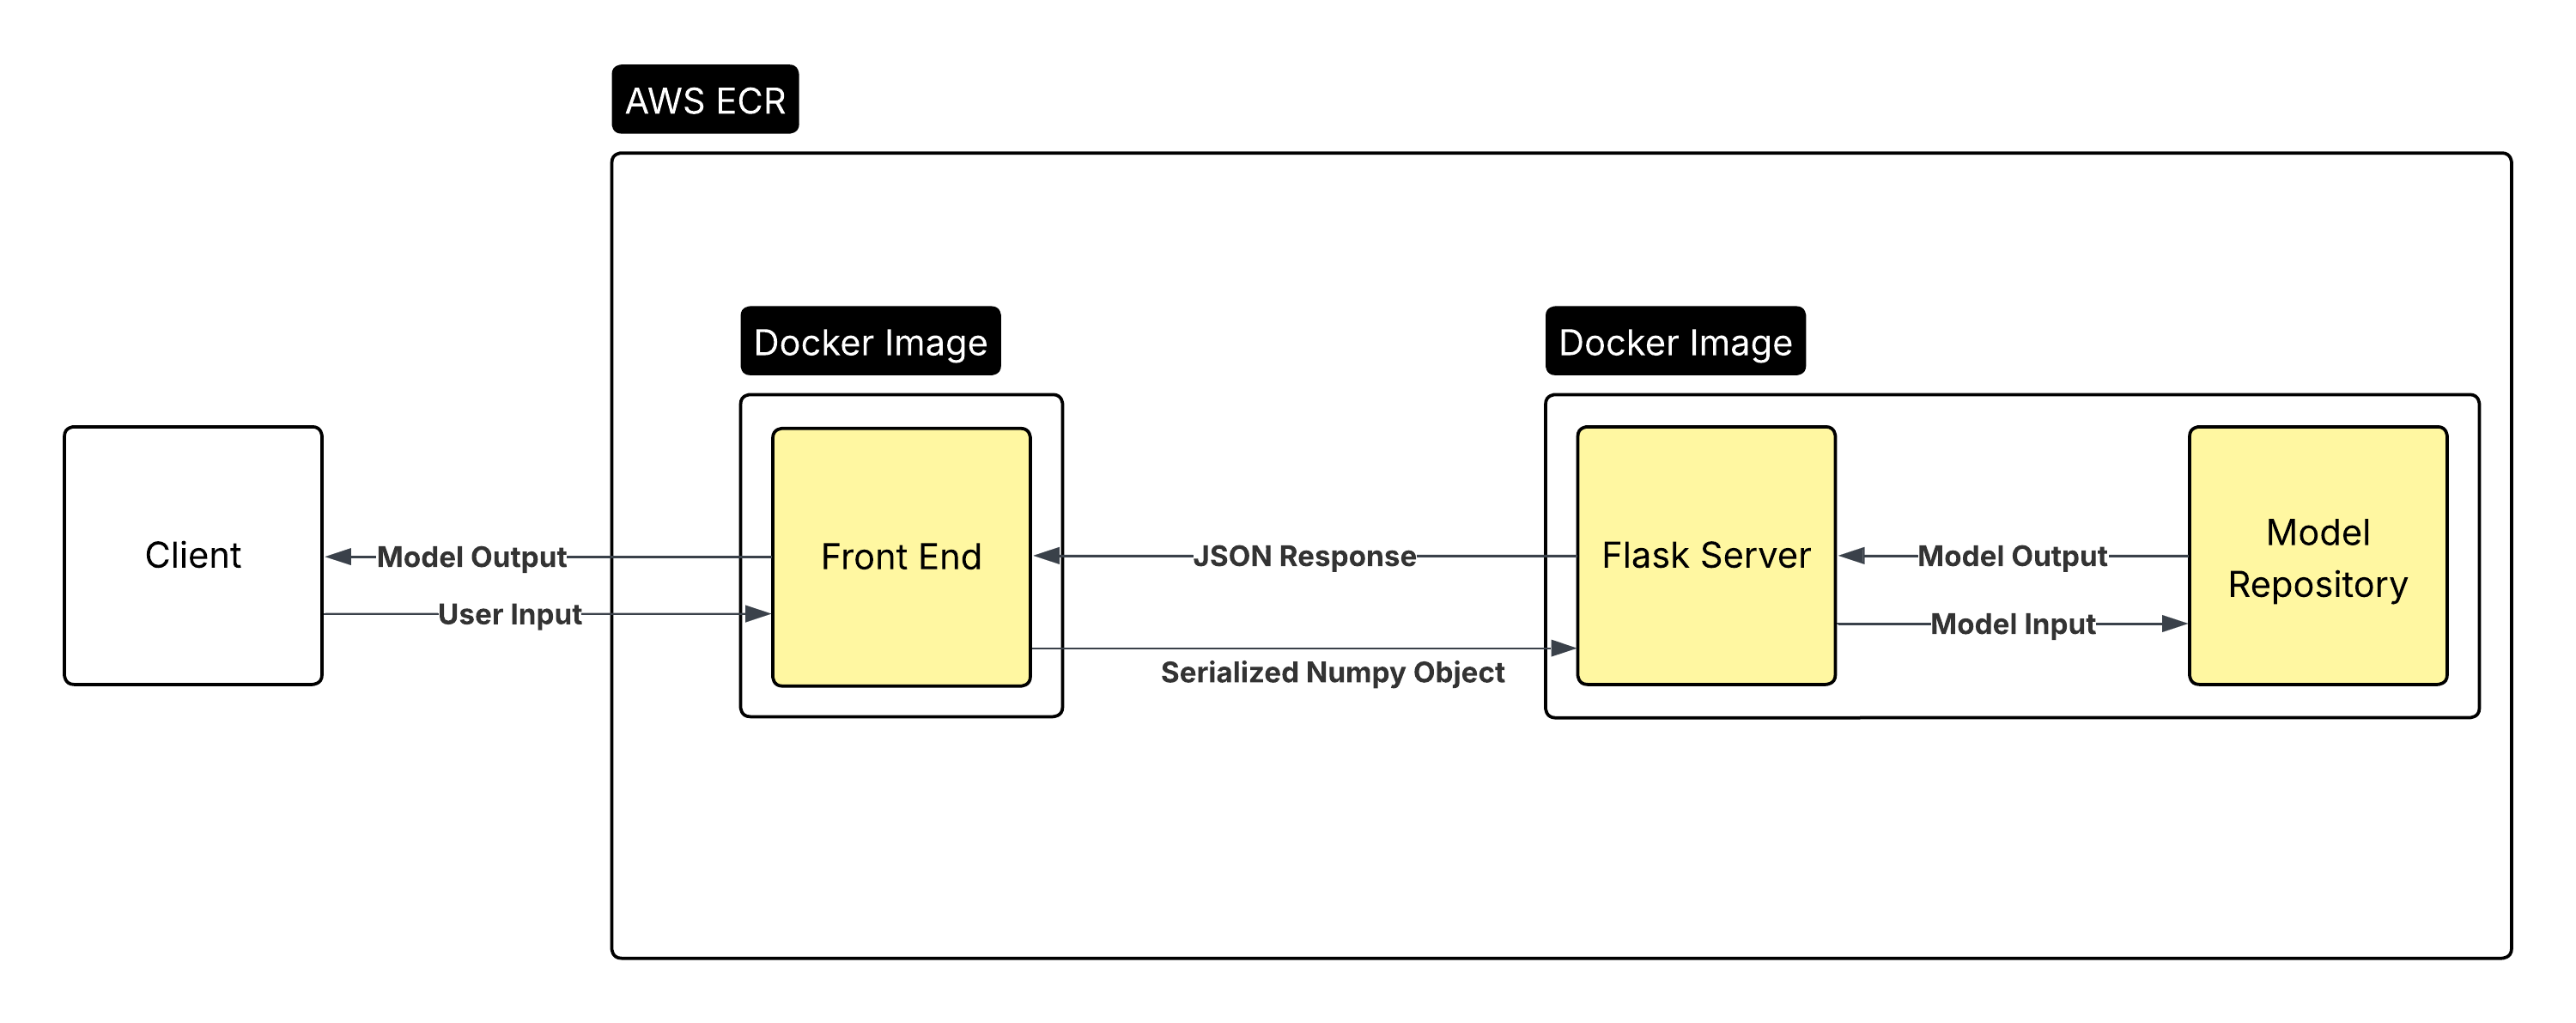 AWS ECR
Docker Image
Docker Image
Client
Model Output
User Input
Front End
JSON Response
Serialized Numpy Object
Flask Server
Model Output
Model Input
Model
Repository